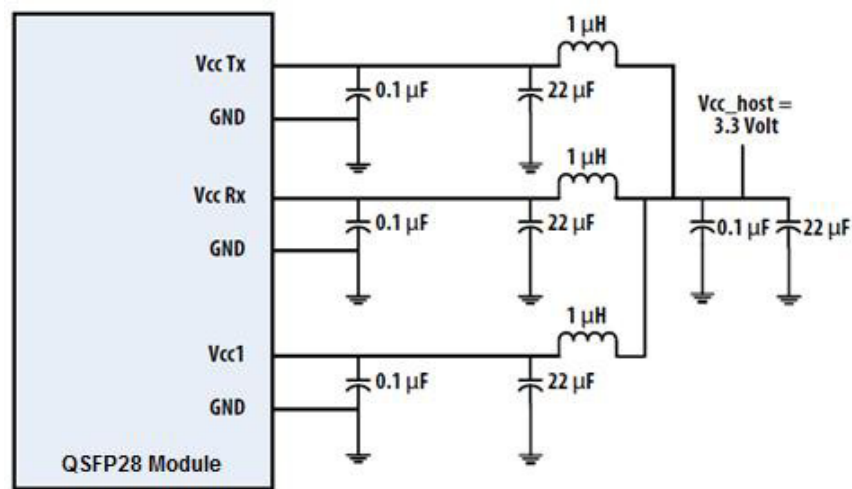 1 μH
Vcc Tx
0.1 μF
22 μF
GND
Vcc_host =
3.3 Volt
1 μH
Vcc Rx
0.1 μF
22 μF
0.1 μF
22 μF
GND
1 μH
Vcc1
0.1 μF
22 μF
GND
QSFP28 Module